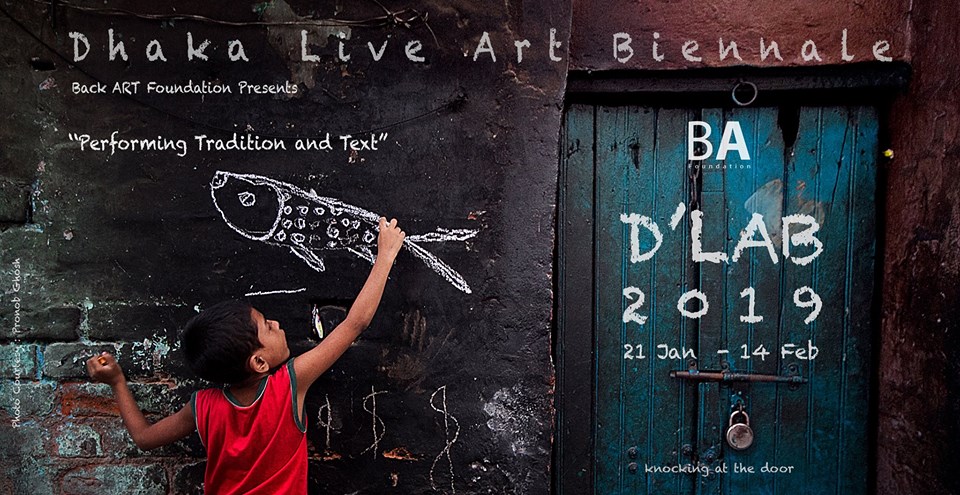 Dhaka Live Art Biennale
Back ART Foundation Presents
“Performing Tradition and Text”
BA
Foundation
D'LAB
2019
21 Jan - 14 Feb
knocking at the door
Photo Courtesy: Pronob Ghosh